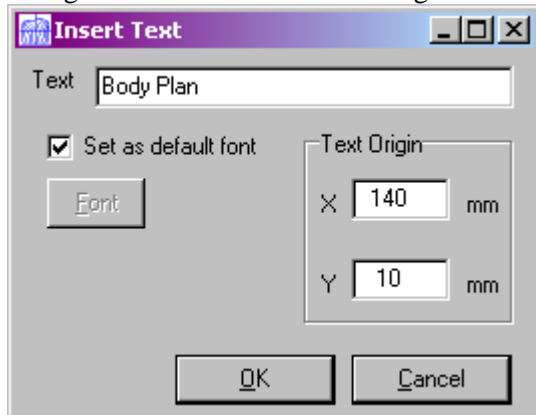 Insert Text
Text Body Plan
Set as default font
Text Origin
Font
X 140 mm
Y 10 mm
OK Cancel